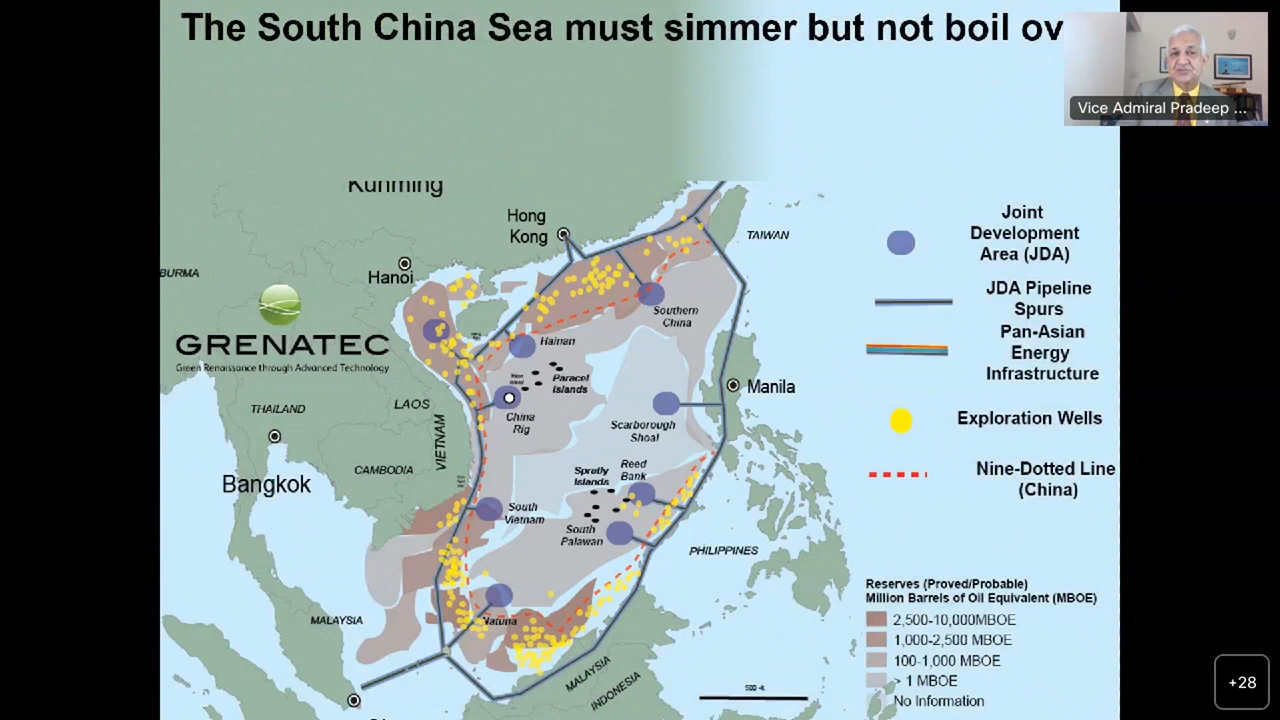 The South China Sea must simmer but not boil ov
Vice Admiral Pradeep ...
Kunming
Hong
Kong
TAIWAN
Hanoi
BURMA
GRENATEC
Green Renaissance through Advanced Technology
Southern
China
Hainan
Paracel
Islands
Manila
LAOS
THAILAND
VIETNAM
China
Rig
Scarborough
Shoal
CAMBODIA
Bangkok
Reed
Bank
Sprutly
Islands
South
Vietnam
South
Palawan
PHILIPPINES
MALAYSIA
Natuna
MALAYSIA
INDONESIA
Joint
Development
Area (JDA)
JDA Pipeline
Spurs
Pan-Asian
Energy
Infrastructure
Exploration Wells
Nine-Dotted Line
(China)
Reserves (Proved/Probable)
Million Barrels of Oil Equivalent (MBOE)
2,500-10,000MBOE
1,000-2,500 MBOE
100-1,000 MBOE
> 1 MBOE
No Information
+28